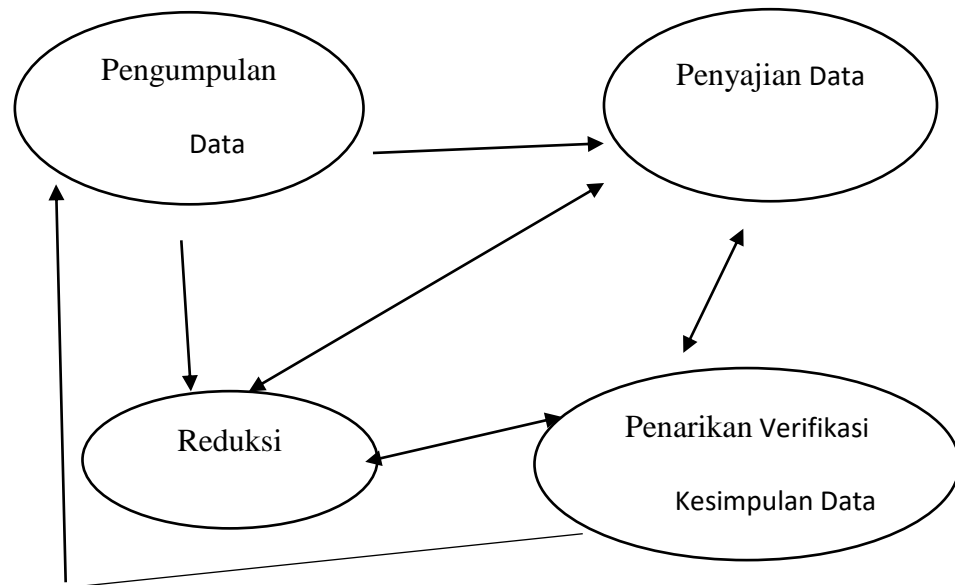 Pengumpulan
Data
Penyajian Data
Reduksi
Penarikan Verifikasi
Kesimpulan Data